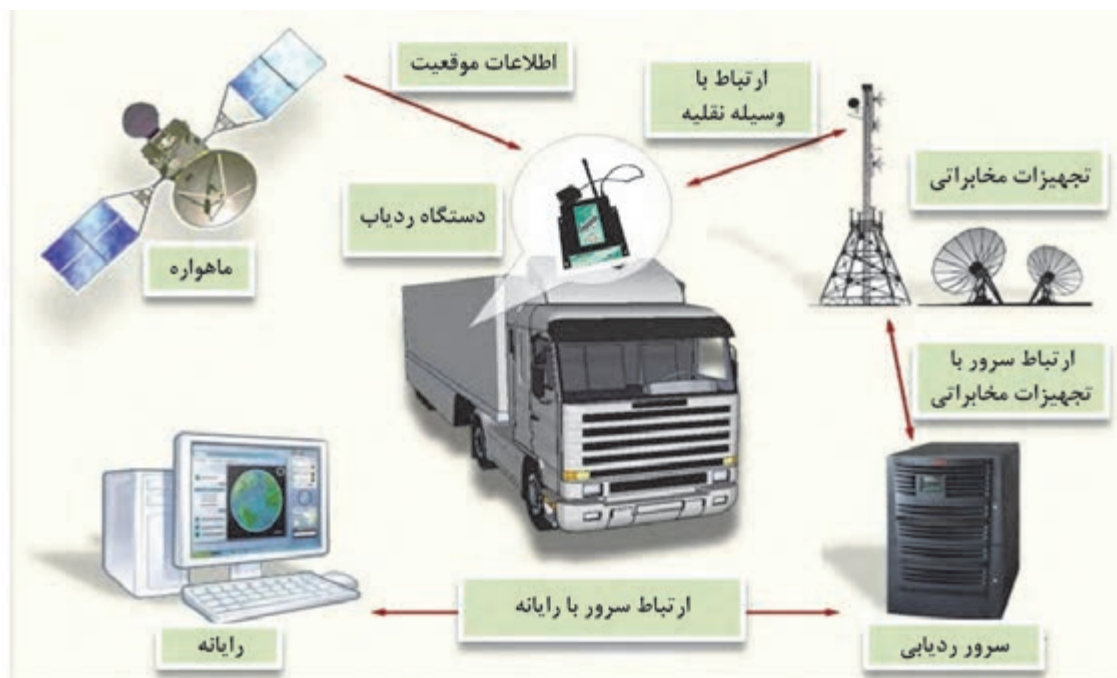 اطلاعات موقعیت
ارتباط با
وسیله نقلیه
تجهیزات مخابراتی
دستگاه ردیاب
ماهواره
ارتباط سرور با
تجهیزات مخابراتی
ارتباط سرور با رایانه
رایانه
سرور ردیابی